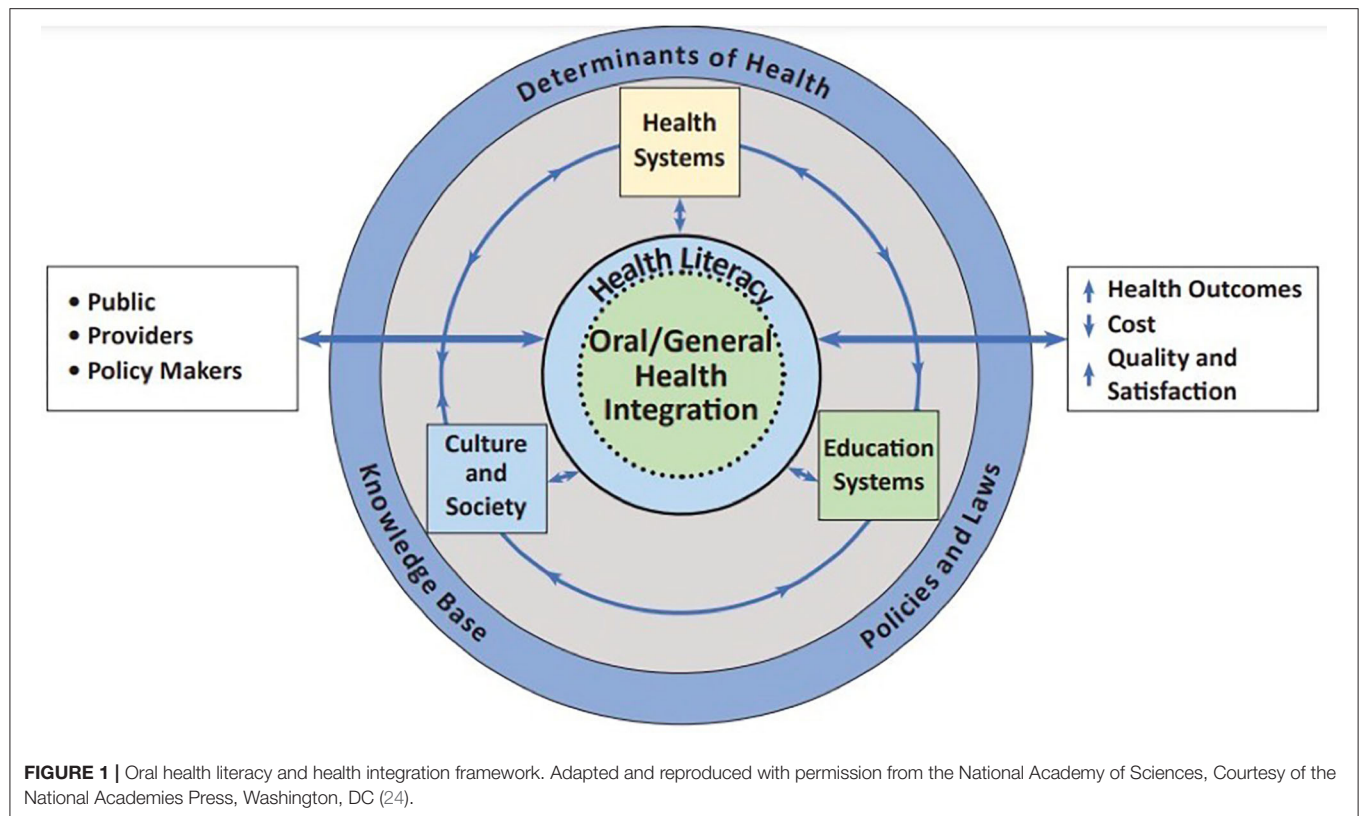 Determinants of Health
Health
Systems
Health Literacy
Oral/General
Health
Integration
• Public
• Providers
• Policy Makers
Health Outcomes
Cost
Quality and
Satisfaction
Culture
and
Society
Education
Systems
Knowledge Base
Policies and Laws
FIGURE 1 | Oral health literacy and health integration framework. Adapted and reproduced with permission from the National Academy of Sciences, Courtesy of the
National Academies Press, Washington, DC (24).